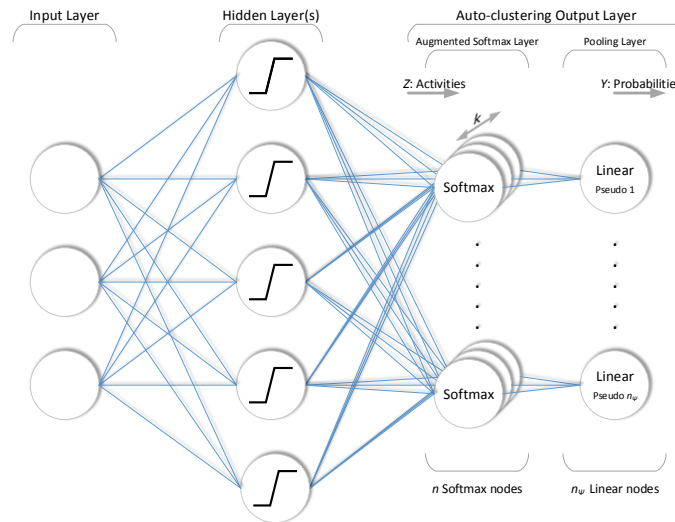 Input Layer
Hidden Layer(s)
Auto-clustering Output Layer
Augmented Softmax Layer
Pooling Layer
Z: Activities
Y: Probabilities
k
Softmax
Linear
Pseudo 1
Softmax
Linear
Pseudo nψ
n Softmax nodes
nψ Linear nodes